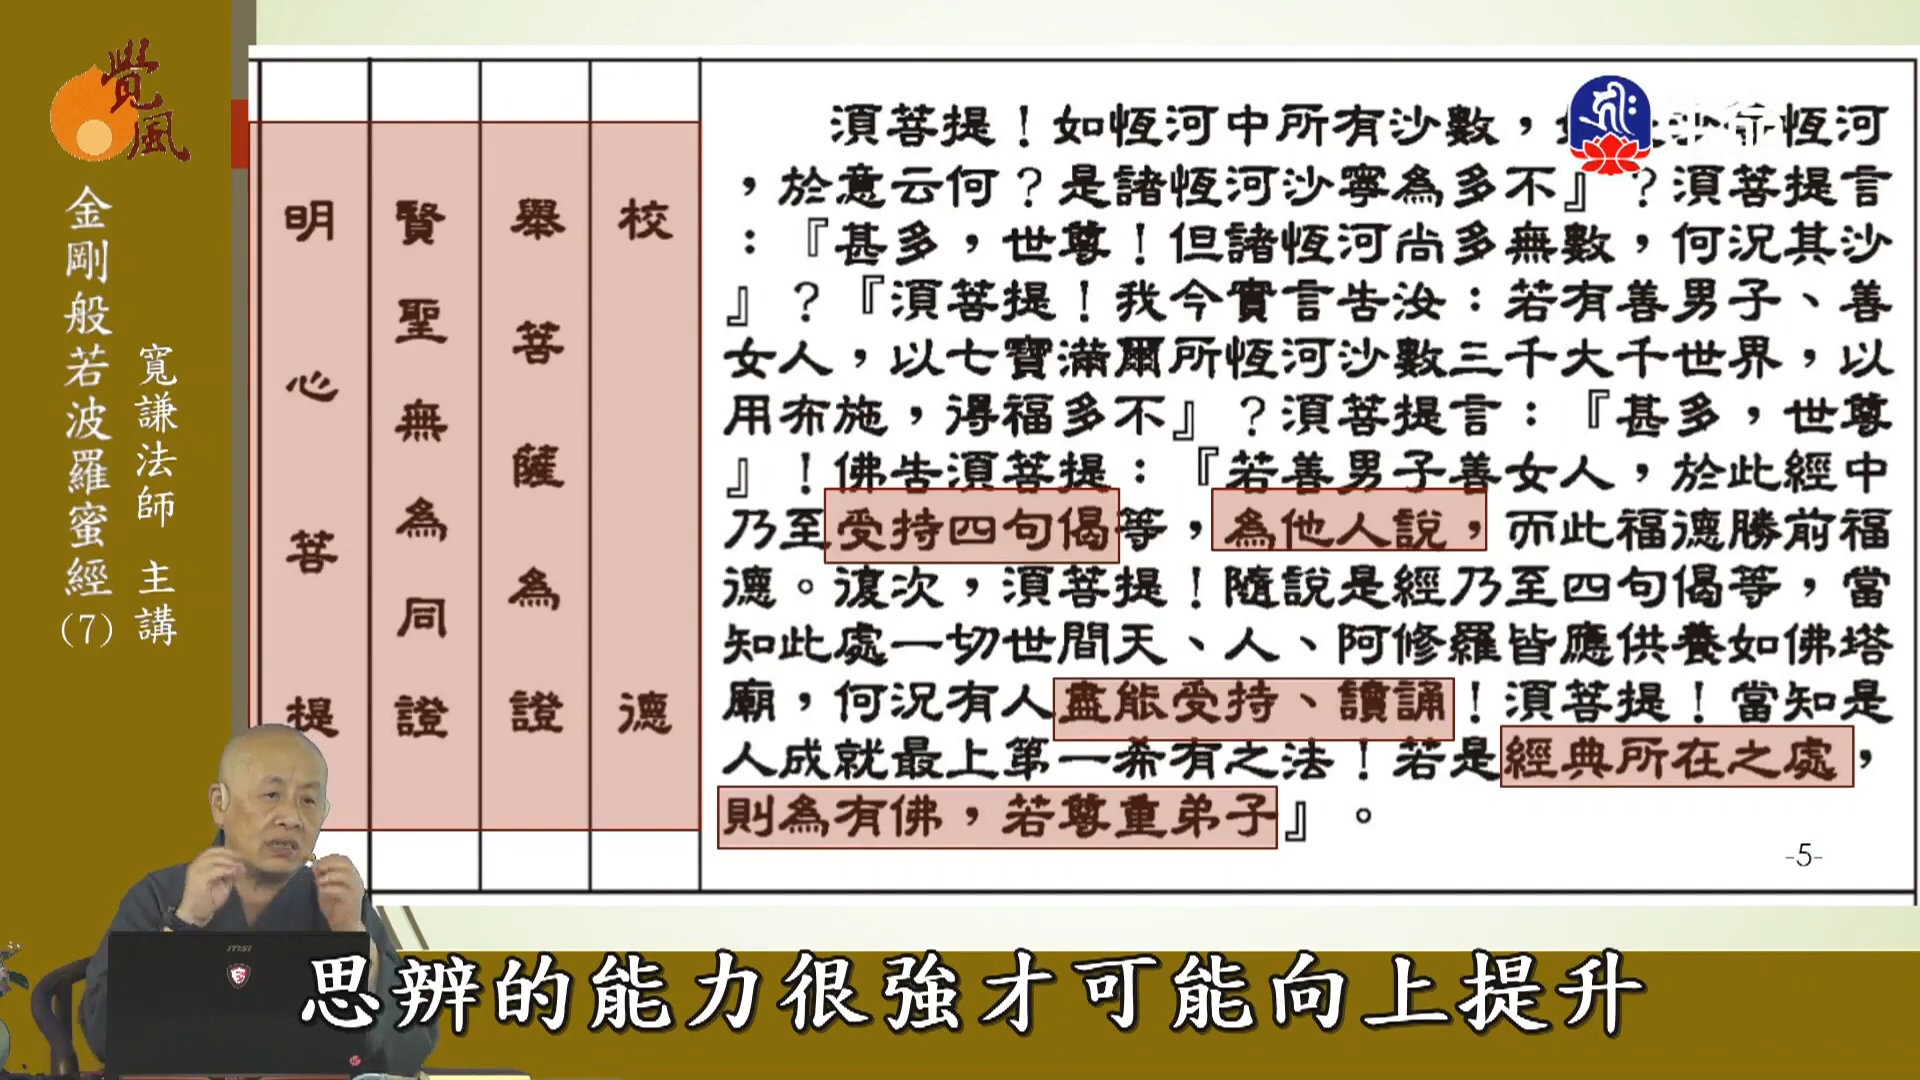 覺風
金剛般若波羅蜜經(7)
寬謙法師 主講
校德
舉菩薩為證
賢聖無為同證
明心菩提
須菩提！如恆河中所有沙數，恆河
，於意云何？是諸恆河沙寧為多不』？須菩提言
：『甚多，世尊！但諸恆河尚多無數，何況其沙
』？『須菩提！我今實言告汝：若有善男子、善
女人，以七寶滿爾所恆河沙數三千大千世界，以
用布施，得福多不』？須菩提言：『甚多，世尊
』！佛告須菩提：『若善男子善女人，於此經中
乃至受持四句偈等，為他人說，而此福德勝前福
德。復次，須菩提！隨說是經乃至四句偈等，當
知此處一切世間天、人、阿修羅皆應供養如佛塔
廟，何況有人盡能受持、讀誦！須菩提！當知是
人成就最上第一希有之法！若是經典所在之處，
則為有佛，若尊重弟子』。
-5-
msi
思辨的能力很強才可能向上提升